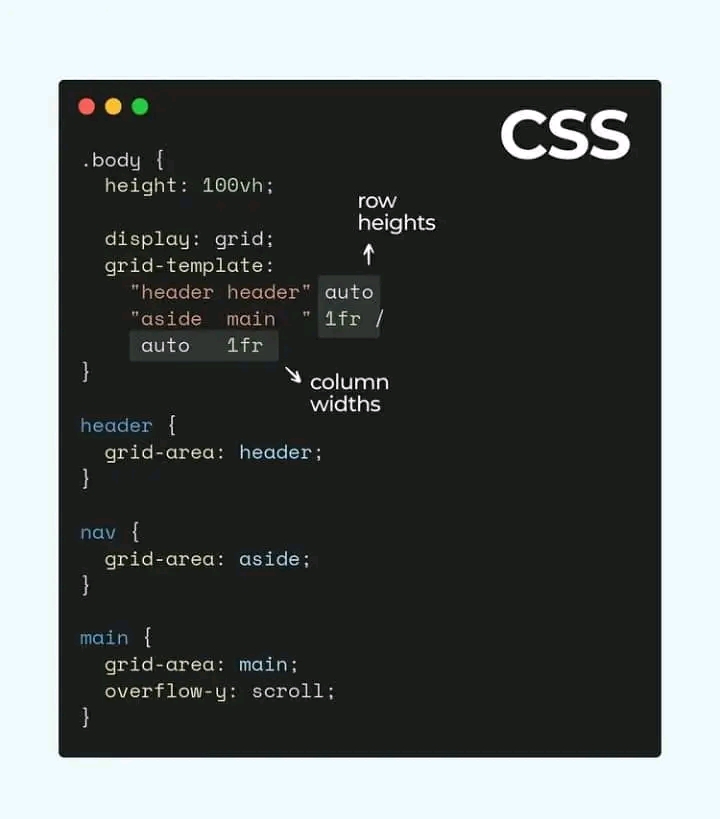 CSS
.body {
  height: 100vh;
row
heights
↑
  display: grid;
  grid-template:
    "header header" auto
    "aside  main  " 1fr /
     auto   1fr
↘
column
widths
}
header {
  grid-area: header;
}
nav {
  grid-area: aside;
}
main {
  grid-area: main;
  overflow-y: scroll;
}